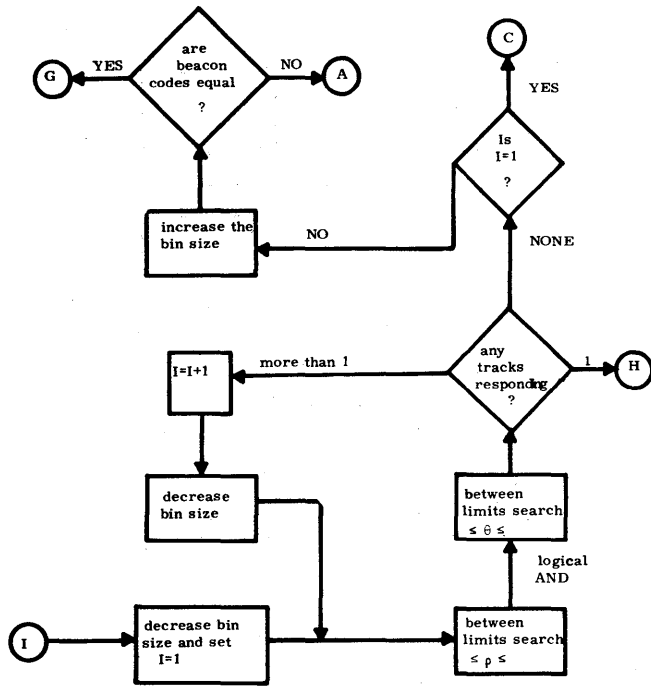 are
beacon
codes equal
?
G
YES
NO
A
C
YES
Is
I=1
?
increase the
bin size
NO
NONE
I=I+1
more than 1
any
tracks
responding
?
1
H
decrease
bin size
between
limits search
≤ θ ≤
logical
AND
I
decrease bin
size and set
I=1
between
limits search
≤ ρ ≤